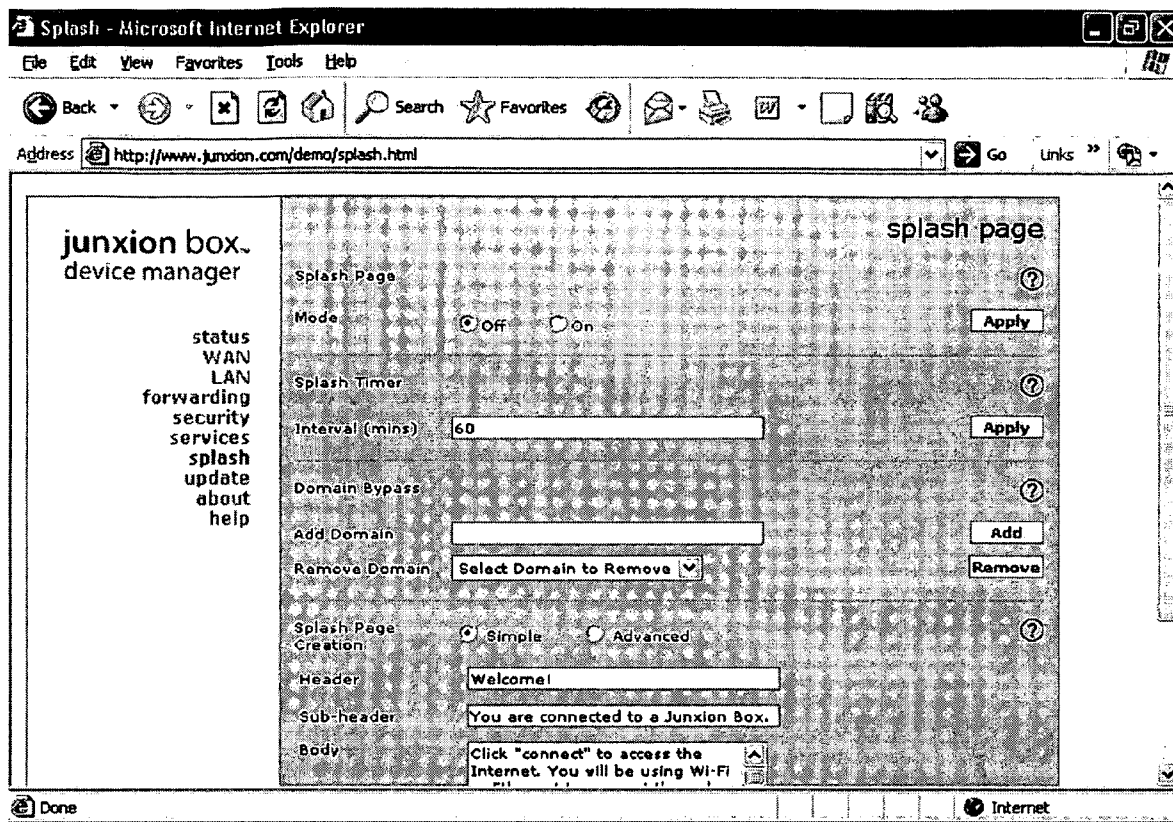 Splash - Microsoft Internet Explorer
File Edit View Favorites Tools Help
Back Search Favorites
Address http://www.junxion.com/demo/splash.html Go Links »
junxion box™
device manager
status
WAN
LAN
forwarding
security
services
splash
update
about
help
splash page
Splash Page ?
Mode Off On Apply
Splash Timer ?
Interval (mins) 60 Apply
Domain Bypass ?
Add Domain Add
Remove Domain Select Domain to Remove Remove
Splash Page Creation Simple Advanced ?
Header Welcome!
Sub-header You are connected to a Junxion Box.
Body Click "connect" to access the
Internet. You will be using Wi-Fi
Done Internet